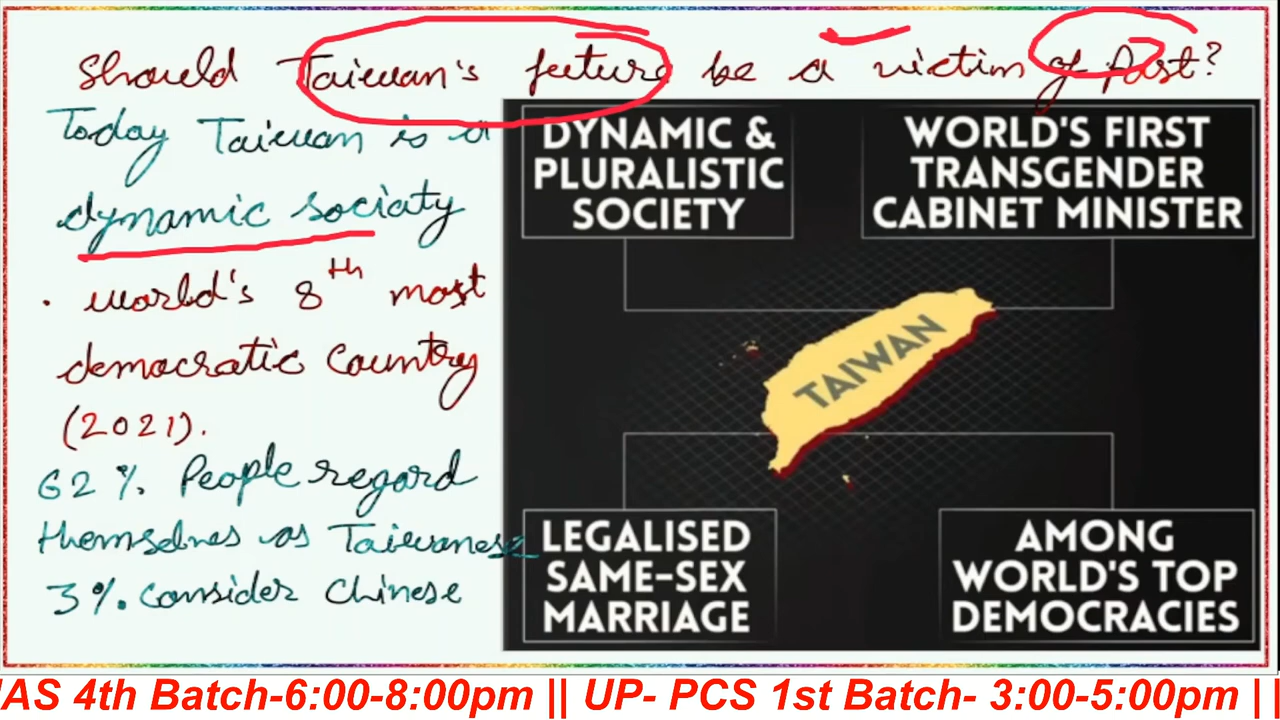 Should Taiwan's future be a victim of past?
Today Taiwan is a
dynamic sociaty
. world's 8th most
democratic country
(2021).
62 %. People regard
themselves as Taiwanese
3 %. consider Chinese
DYNAMIC &
PLURALISTIC
SOCIETY
WORLD'S FIRST
TRANSGENDER
CABINET MINISTER
TAIWAN
LEGALISED
SAME-SEX
MARRIAGE
AMONG
WORLD'S TOP
DEMOCRACIES
IAS 4th Batch-6:00-8:00pm || UP- PCS 1st Batch- 3:00-5:00pm ||